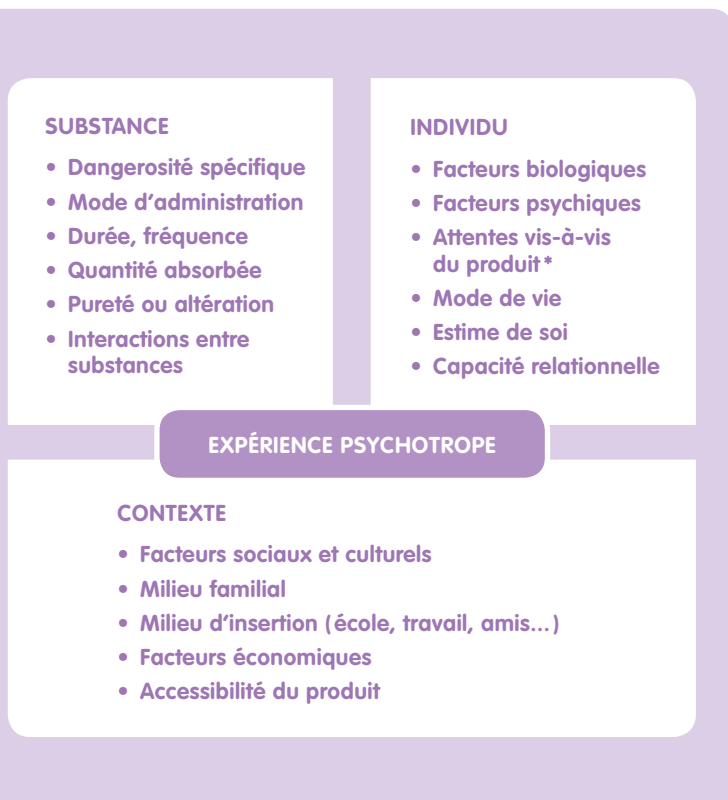 SUBSTANCE
• Dangerosité spécifique
• Mode d'administration
• Durée, fréquence
• Quantité absorbée
• Pureté ou altération
• Interactions entre
substances
INDIVIDU
• Facteurs biologiques
• Facteurs psychiques
• Attentes vis-à-vis
du produit*
• Mode de vie
• Estime de soi
• Capacité relationnelle
EXPÉRIENCE PSYCHOTROPE
CONTEXTE
• Facteurs sociaux et culturels
• Milieu familial
• Milieu d'insertion (école, travail, amis...)
• Facteurs économiques
• Accessibilité du produit